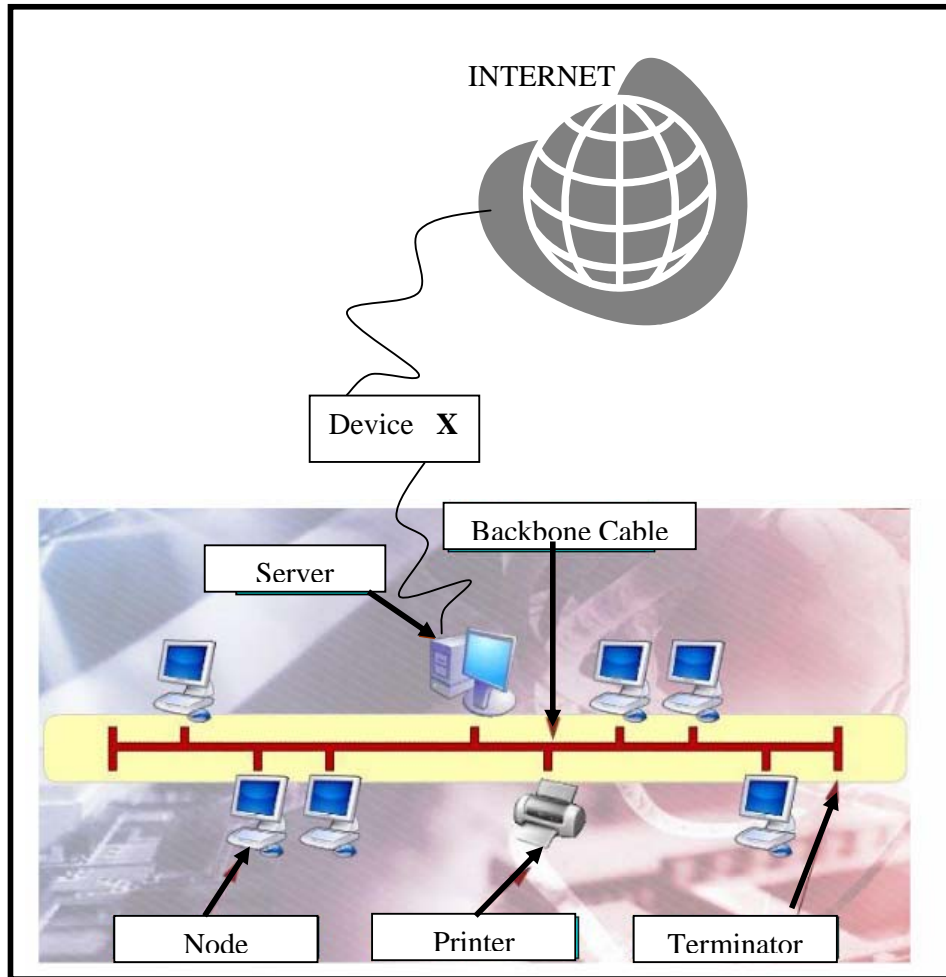 INTERNET
Device X
Backbone Cable
Server
Node
Printer
Terminator